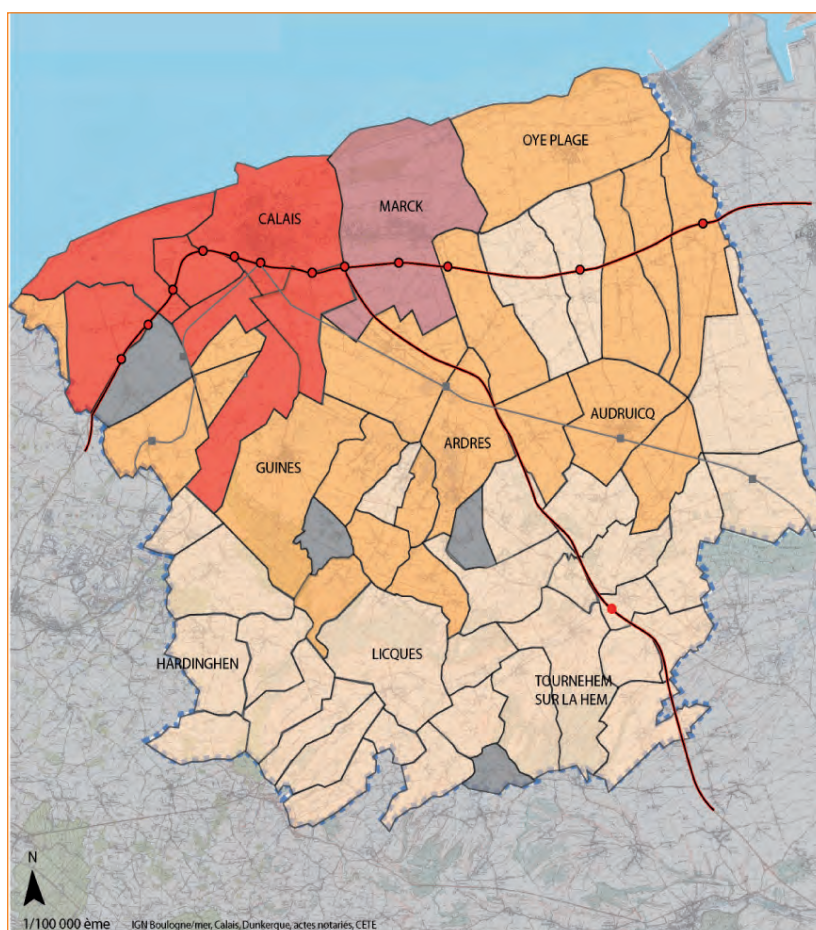 OYE PLAGE
MARCK
CALAIS
AUDRUICQ
ARDRES
GUINES
LICQUES
HARDINGHEN
TOURNEHEM
SUR LA HEM
N
1/100 000 ème IGN Boulogne/mer, Calais, Dunkerque, actes notariés, CETE